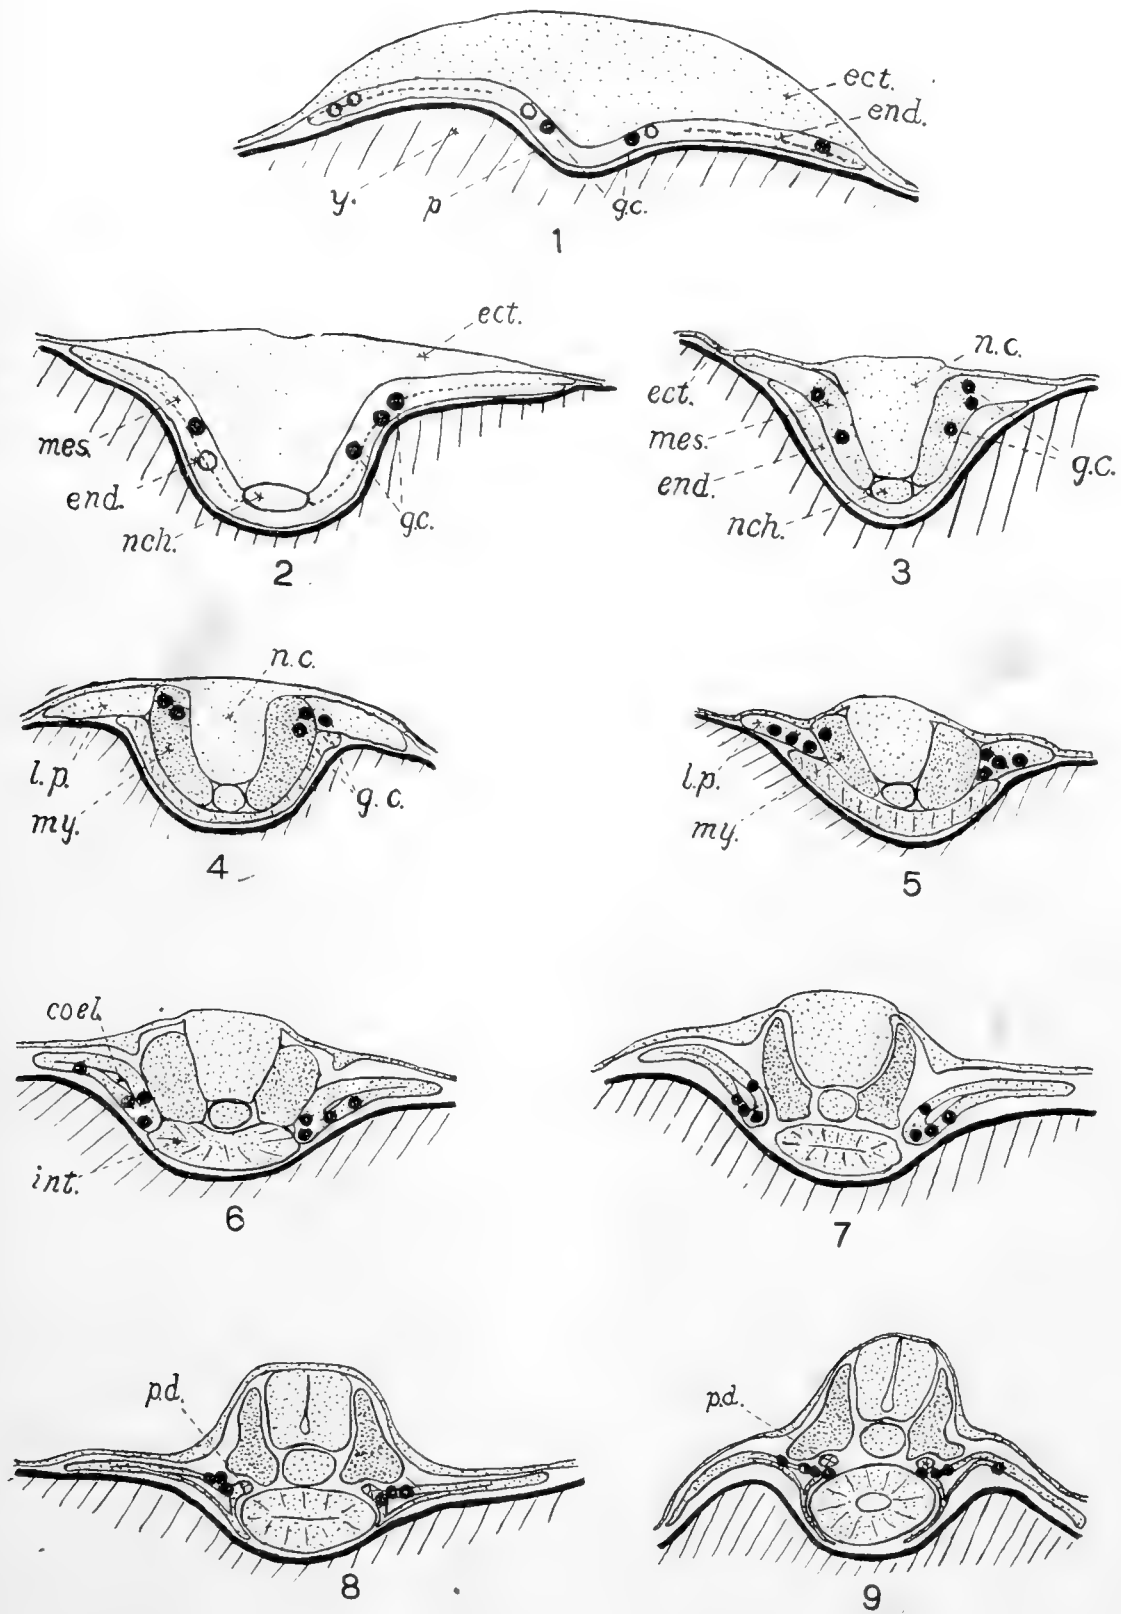 ect.
end.
y.
p
g.c.
1
ect.
mes.
end.
nch.
g.c.
2
n.c.
ect.
mes.
end.
nch.
g.c.
3
n.c.
l.p.
my.
g.c.
4
l.p.
my.
5
coel.
int.
6
7
p.d.
8
p.d.
9